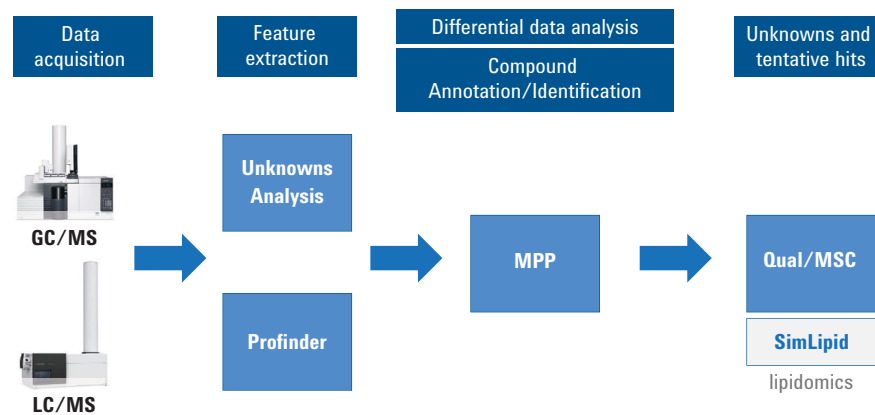 Data
acquisition
Feature
extraction
Differential data analysis
Compound
Annotation/Identification
Unknowns and
tentative hits
Unknowns
Analysis
GC/MS
MPP
Qual/MSC
Profinder
SimLipid
lipidomics
LC/MS